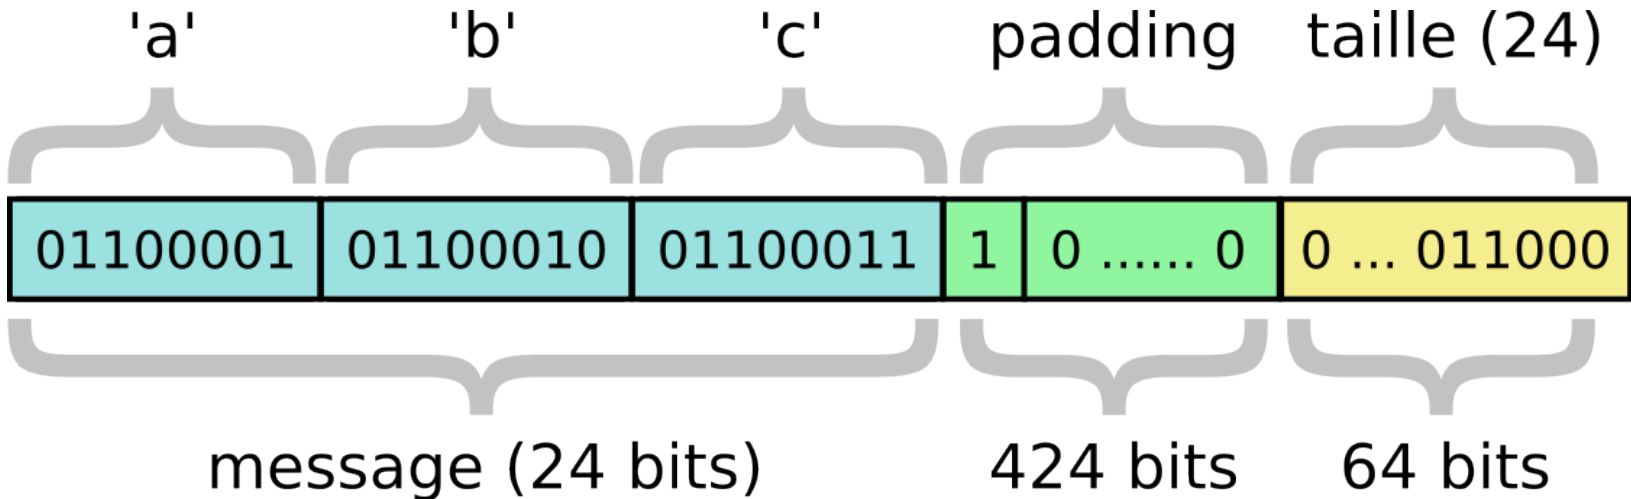 'a' 'b' 'c' padding taille (24)
01100001 01100010 01100011 1 0 ...... 0 0 ... 011000
message (24 bits) 424 bits 64 bits